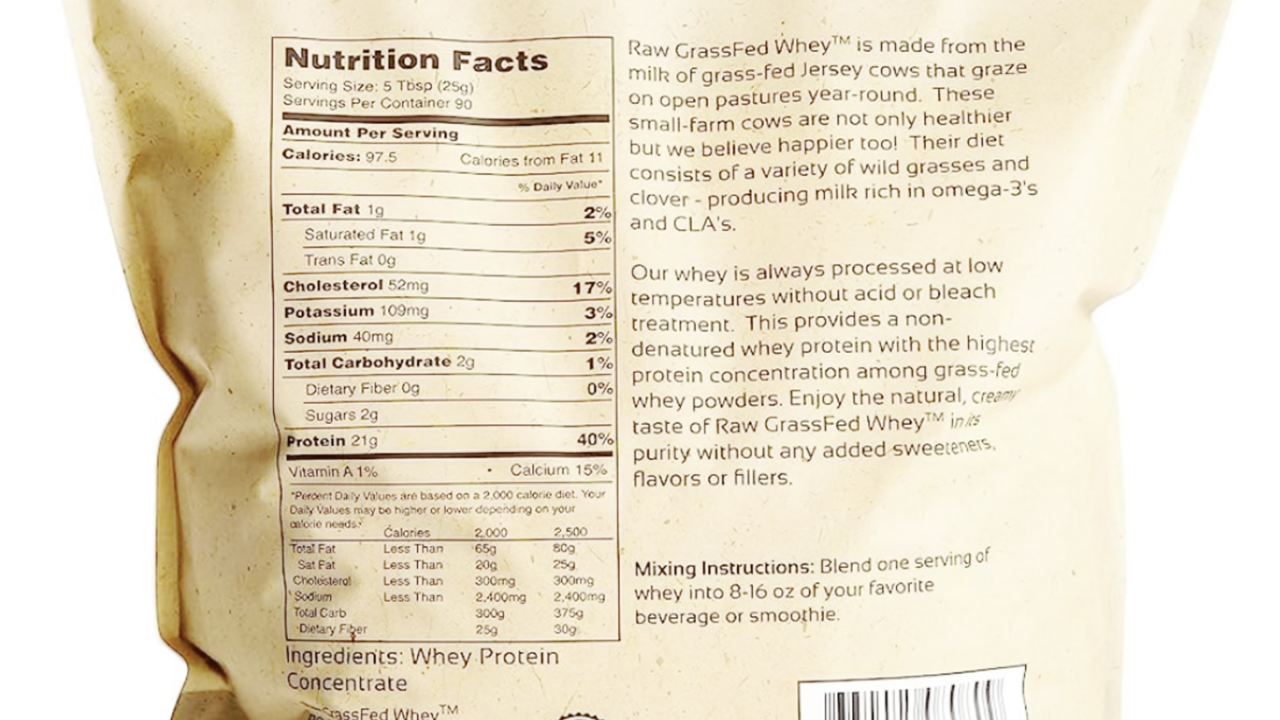 Nutrition Facts
Serving Size: 5 Tbsp (25g)
Servings Per Container 90
Amount Per Serving
Calories: 97.5 Calories from Fat 11
% Daily Value*
Total Fat 1g 2%
Saturated Fat 1g 5%
Trans Fat 0g
Cholesterol 52mg 17%
Potassium 109mg 3%
Sodium 40mg 2%
Total Carbohydrate 2g 1%
Dietary Fiber 0g 0%
Sugars 2g
Protein 21g 40%
Vitamin A 1% • Calcium 15%
*Percent Daily Values are based on a 2,000 calorie diet. Your
Daily Values may be higher or lower depending on your
calorie needs:
Calories 2,000 2,500
Total Fat Less Than 65g 80g
Sat Fat Less Than 20g 25g
Cholesterol Less Than 300mg 300mg
Sodium Less Than 2,400mg 2,400mg
Total Carb 300g 375g
Dietary Fiber 25g 30g
Ingredients: Whey Protein
Concentrate
GrassFed Whey™
Raw GrassFed Whey™ is made from the
milk of grass-fed Jersey cows that graze
on open pastures year-round. These
small-farm cows are not only healthier
but we believe happier too! Their diet
consists of a variety of wild grasses and
clover - producing milk rich in omega-3's
and CLA's.
Our whey is always processed at low
temperatures without acid or bleach
treatment. This provides a non-
denatured whey protein with the highest
protein concentration among grass-fed
whey powders. Enjoy the natural, creamy
taste of Raw GrassFed Whey™ in its
purity without any added sweeteners,
flavors or fillers.
Mixing Instructions: Blend one serving of
whey into 8-16 oz of your favorite
beverage or smoothie.